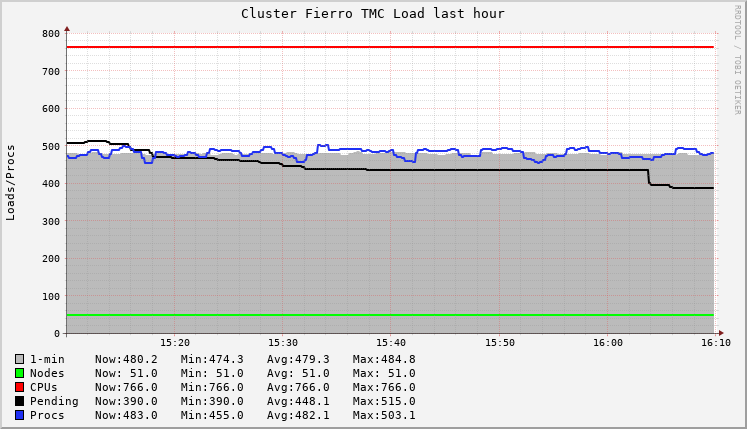 Cluster Fierro TMC Load last hour
RRDTOOL / TOBI OETIKER
Loads/Procs
800
700
600
500
400
300
200
100
0
15:20 15:30 15:40 15:50 16:00 16:10
1-min Now:480.2 Min:474.3 Avg:479.3 Max:484.8
Nodes Now: 51.0 Min: 51.0 Avg: 51.0 Max: 51.0
CPUs Now:766.0 Min:766.0 Avg:766.0 Max:766.0
Pending Now:390.0 Min:390.0 Avg:448.1 Max:515.0
Procs Now:483.0 Min:455.0 Avg:482.1 Max:503.1